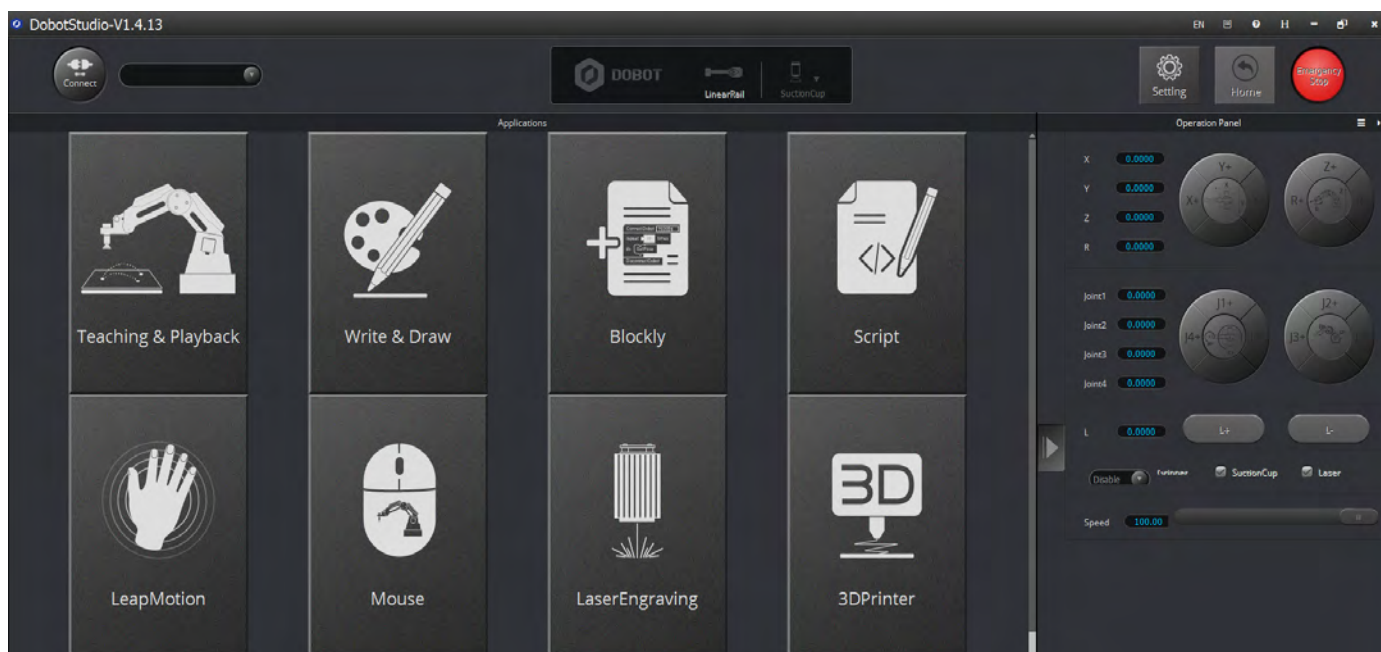 DobotStudio-V1.4.13
EN
H
Connect
DOBOT
LinearRail
SuctionCup
Setting
Home
Emergency
Stop
Applications
Operation Panel
Teaching & Playback
Write & Draw
Blockly
Script
LeapMotion
Mouse
LaserEngraving
3D
3DPrinter
X 0.0000
Y 0.0000
Z 0.0000
R 0.0000
Y+
X+
Z+
R+
Joint1 0.0000
Joint2 0.0000
Joint3 0.0000
Joint4 0.0000
J1+
J4+
J2+
J3+
L 0.0000 L+ L-
Disable
SuctionCup
Laser
Speed 100.00